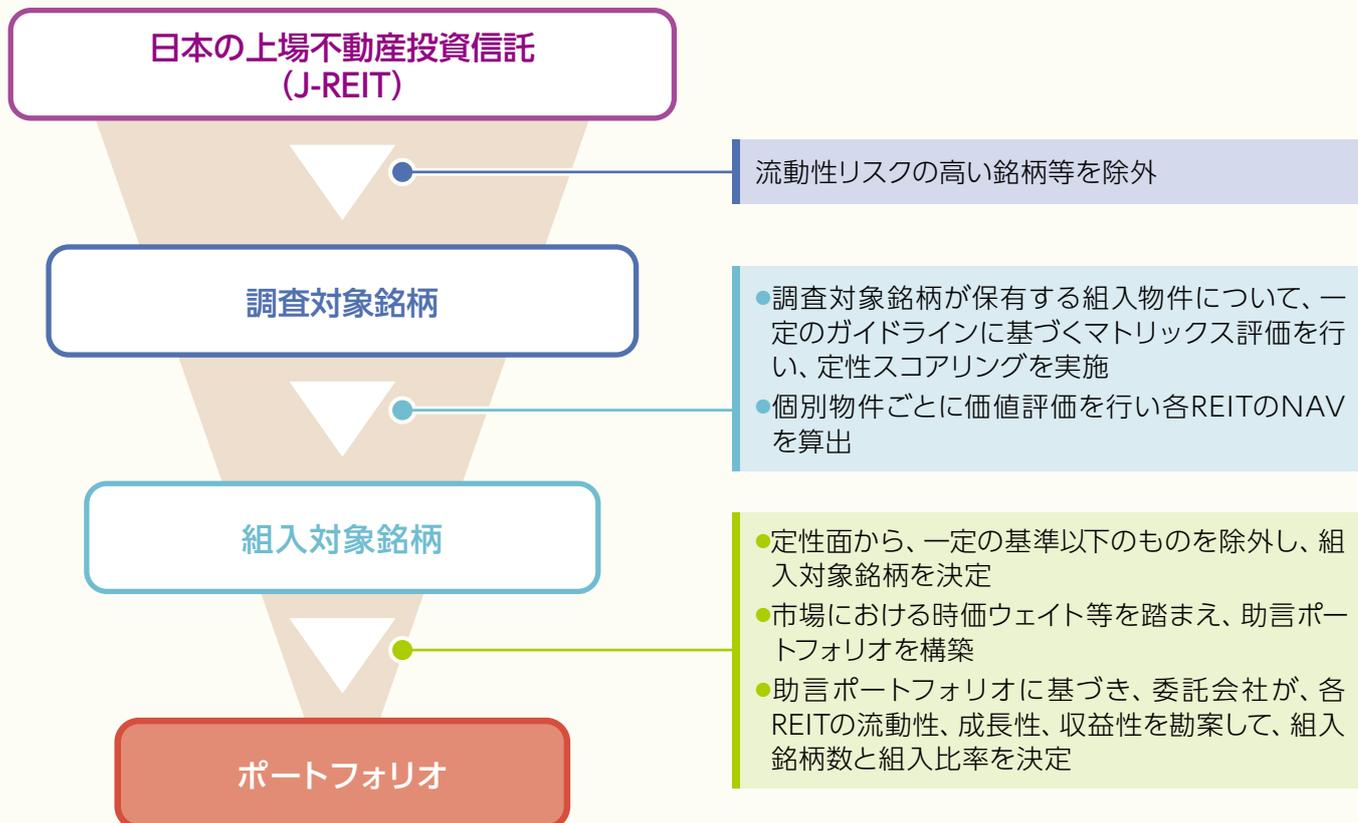 日本の上場不動産投資信託
（J-REIT）
流動性リスクの高い銘柄等を除外
調査対象銘柄
●調査対象銘柄が保有する組入物件について、一
定のガイドラインに基づくマトリックス評価を行
い、定性スコアリングを実施
●個別物件ごとに価値評価を行い各REITのNAV
を算出
組入対象銘柄
●定性面から、一定の基準以下のものを除外し、組
入対象銘柄を決定
●市場における時価ウェイト等を踏まえ、助言ポー
トフォリオを構築
●助言ポートフォリオに基づき、委託会社が、各
REITの流動性、成長性、収益性を勘案して、組入
銘柄数と組入比率を決定
ポートフォリオ